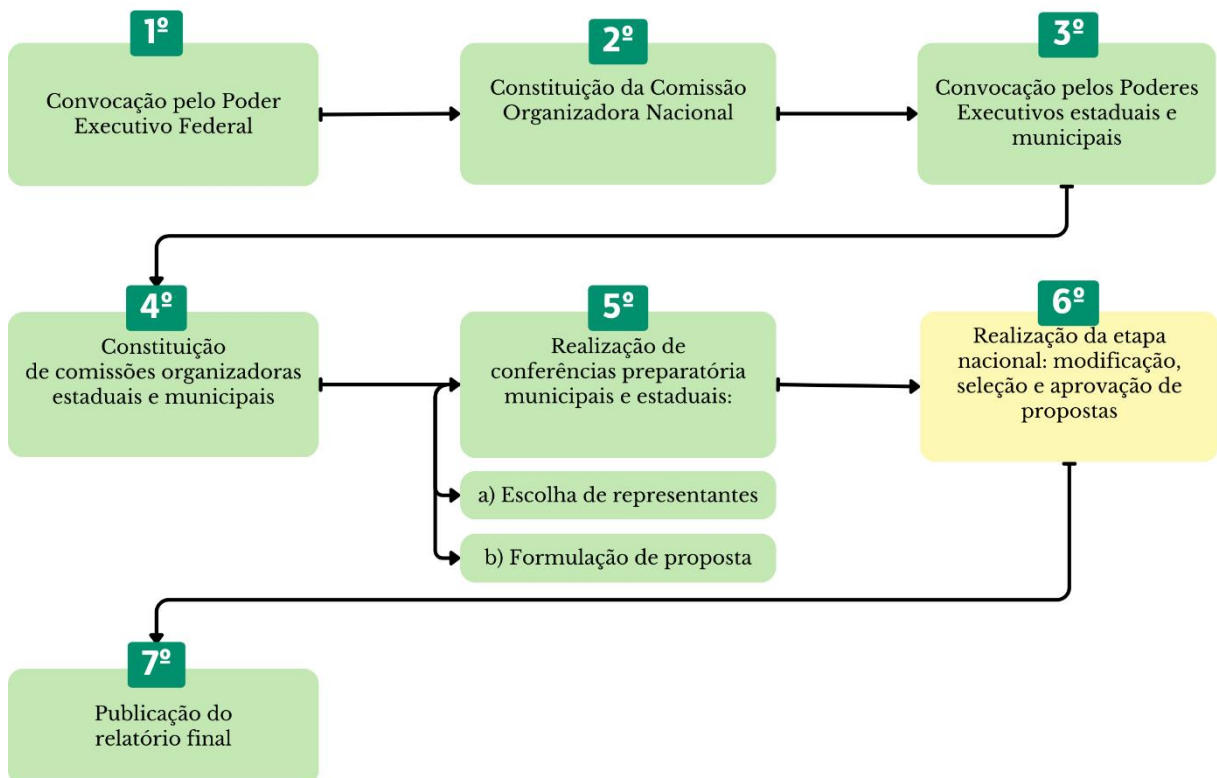 1º
Convocação pelo Poder
Executivo Federal
2º
Constituição da Comissão
Organizadora Nacional
3º
Convocação pelos Poderes
Executivos estaduais e
municipais
4º
Constituição
de comissões organizadoras
estaduais e municipais
5º
Realização de
conferências preparatória
municipais e estaduais:
a) Escolha de representantes
b) Formulação de proposta
6º
Realização da etapa
nacional: modificação,
seleção e aprovação de
propostas
7º
Publicação do
relatório final